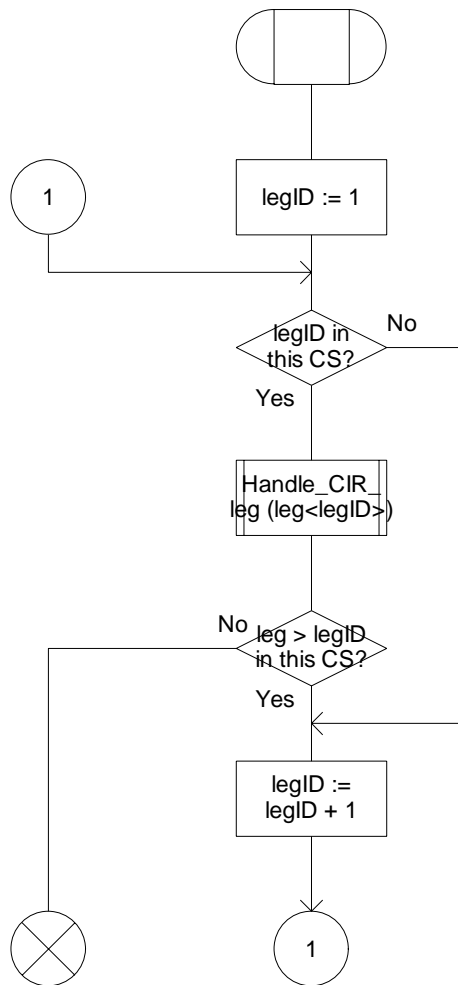 1
legID := 1
legID in
this CS?
No
Yes
Handle_CIR_
leg (leg<legID>)
No
leg > legID
in this CS?
Yes
legID :=
legID + 1
1